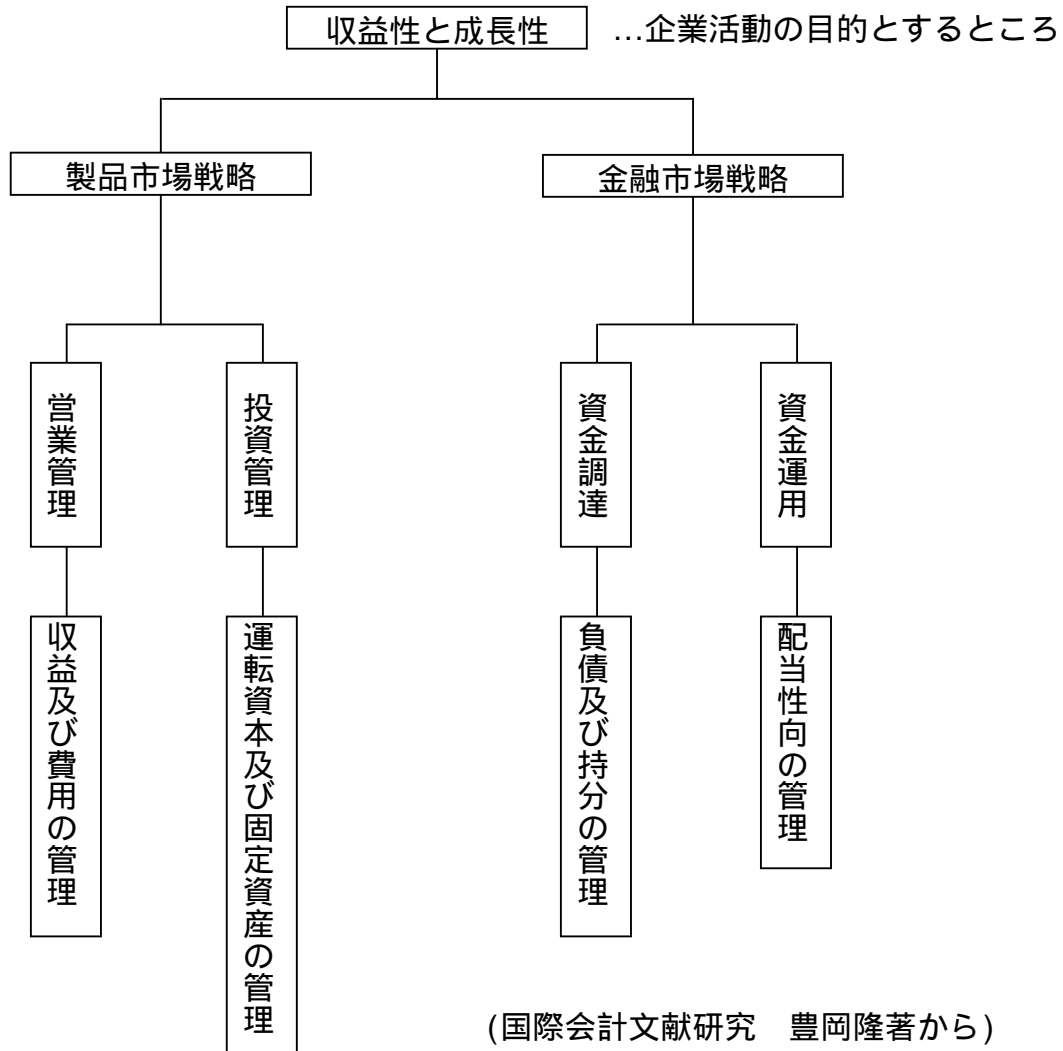 収益性と成長性
…企業活動の目的とするところ
製品市場戦略
金融市場戦略
営業管理
投資管理
資金調達
資金運用
収益及び費用の管理
運転資本及び固定資産の管理
負債及び持分の管理
配当性向の管理
(国際会計文献研究　豊岡隆著から)